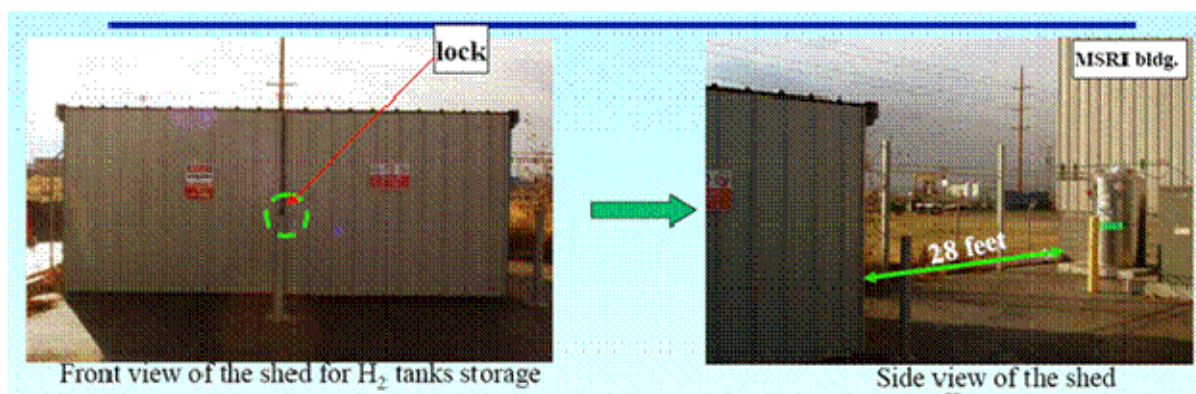 lock
MSRI bldg.
28 feet
Front view of the shed for H₂ tanks storage
Side view of the shed